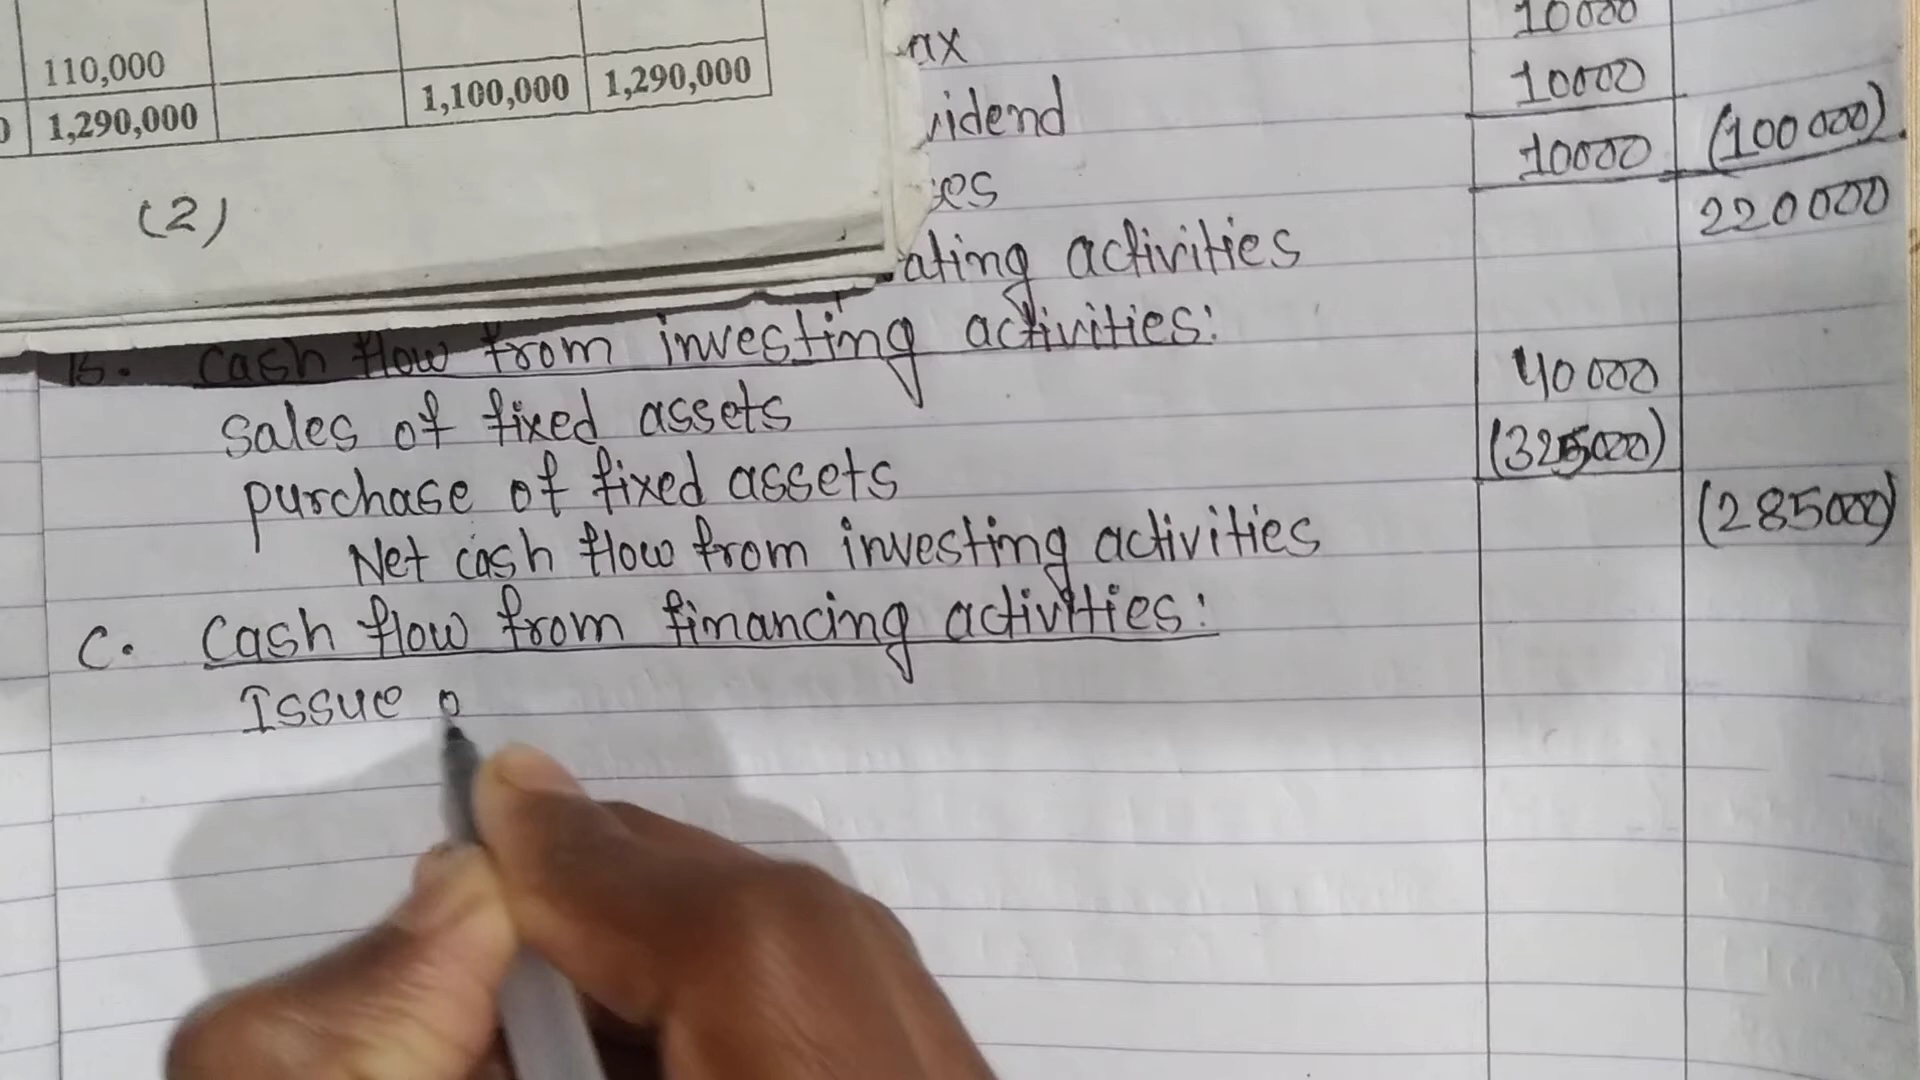 110,000
1,290,000 1,100,000 1,290,000
(2)
10000
ax 10000
vidend 10000 (100000)
es 220000
ating activities
B. Cash flow from investing activities:
Sales of fixed assets 40000
purchase of fixed assets (325000)
Net cash flow from investing activities (285000)
C. Cash flow from financing activities:
Issue o